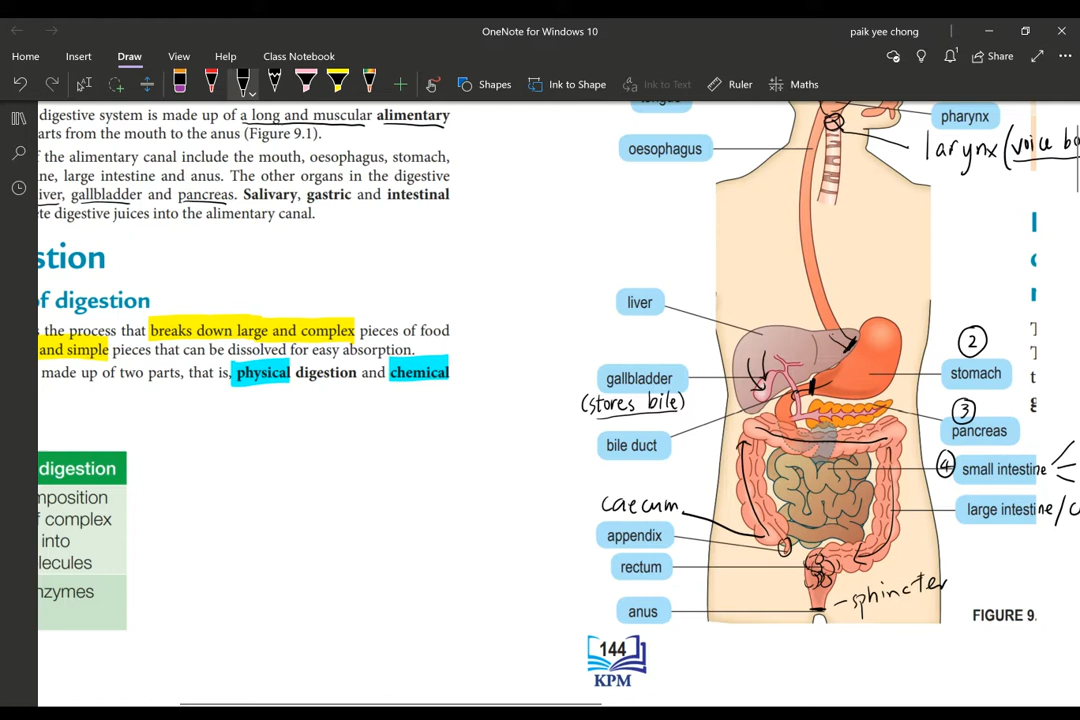 OneNote for Windows 10
paik yee chong
Home Insert Draw View Help Class Notebook
Share
Shapes Ink to Shape Ink to Text Ruler Maths
digestive system is made up of a long and muscular alimentary
arts from the mouth to the anus (Figure 9.1).
f the alimentary canal include the mouth, oesophagus, stomach,
ne, large intestine and anus. The other organs in the digestive
iver, gallbladder and pancreas. Salivary, gastric and intestinal
te digestive juices into the alimentary canal.
stion
of digestion
s the process that breaks down large and complex pieces of food
and simple pieces that can be dissolved for easy absorption.
made up of two parts, that is, physical digestion and chemical
digestion
mposition
f complex
into
lecules
nzymes
pharynx
oesophagus
larynx (voice bo
liver
2
stomach
gallbladder
(stores bile)
3
pancreas
bile duct
4 small intestine
caecum
large intestine/c
appendix
rectum
sphincter
anus
FIGURE 9.
144
KPM